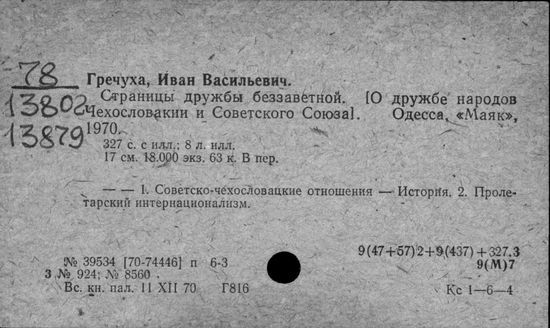 78
13802
13879
Гречуха, Иван Васильевич.
Страницы дружбы беззаветной. [О дружбе народов
Чехословакии и Советского Союза]. Одесса, «Маяк»,
1970.
327 с. с илл.; 8 л. илл.
17 см. 18.000 экз. 63 к. В пер.
— — 1. Советско-чехословацкие отношения — История. 2. Проле-
тарский интернационализм.
№ 39534 [70-74446] п 6-3
З № 924; № 8560
Вс. кн. пал. 11 XII 70 Г816
9(47+57)2+9(437)+327.3
9(М)7
Кс 1—6—4